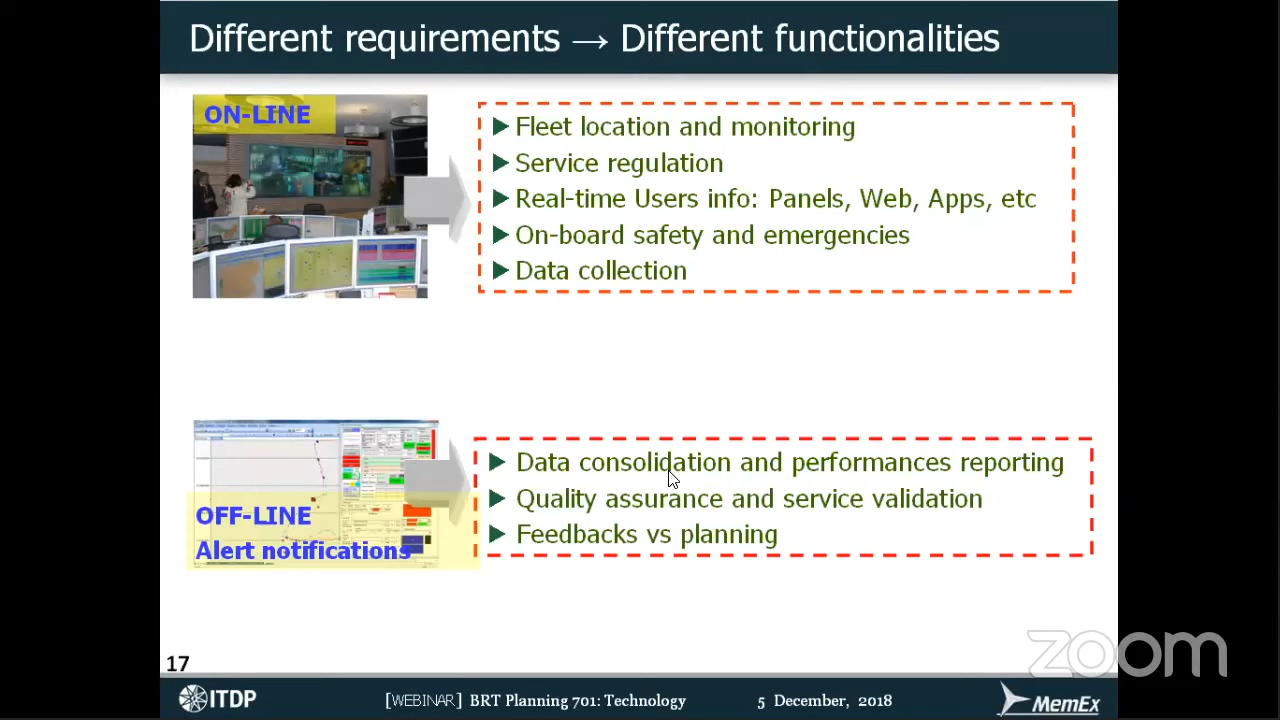 Different requirements → Different functionalities
ON-LINE
Fleet location and monitoring
Service regulation
Real-time Users info: Panels, Web, Apps, etc
On-board safety and emergencies
Data collection
OFF-LINE
Alert notifications
Data consolidation and performances reporting
Quality assurance and service validation
Feedbacks vs planning
17
zoom
ITDP
[WEBINAR] BRT Planning 701: Technology
5 December, 2018
MemEx